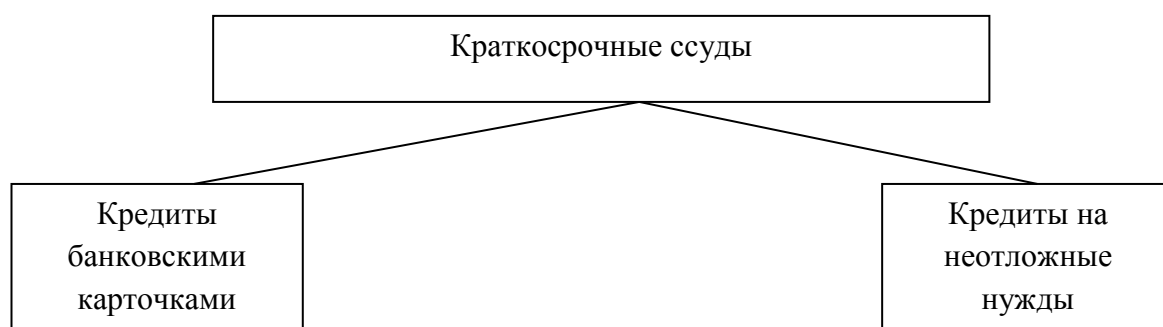 Краткосрочные ссуды
Кредиты
банковскими
карточками
Кредиты на
неотложные
нужды